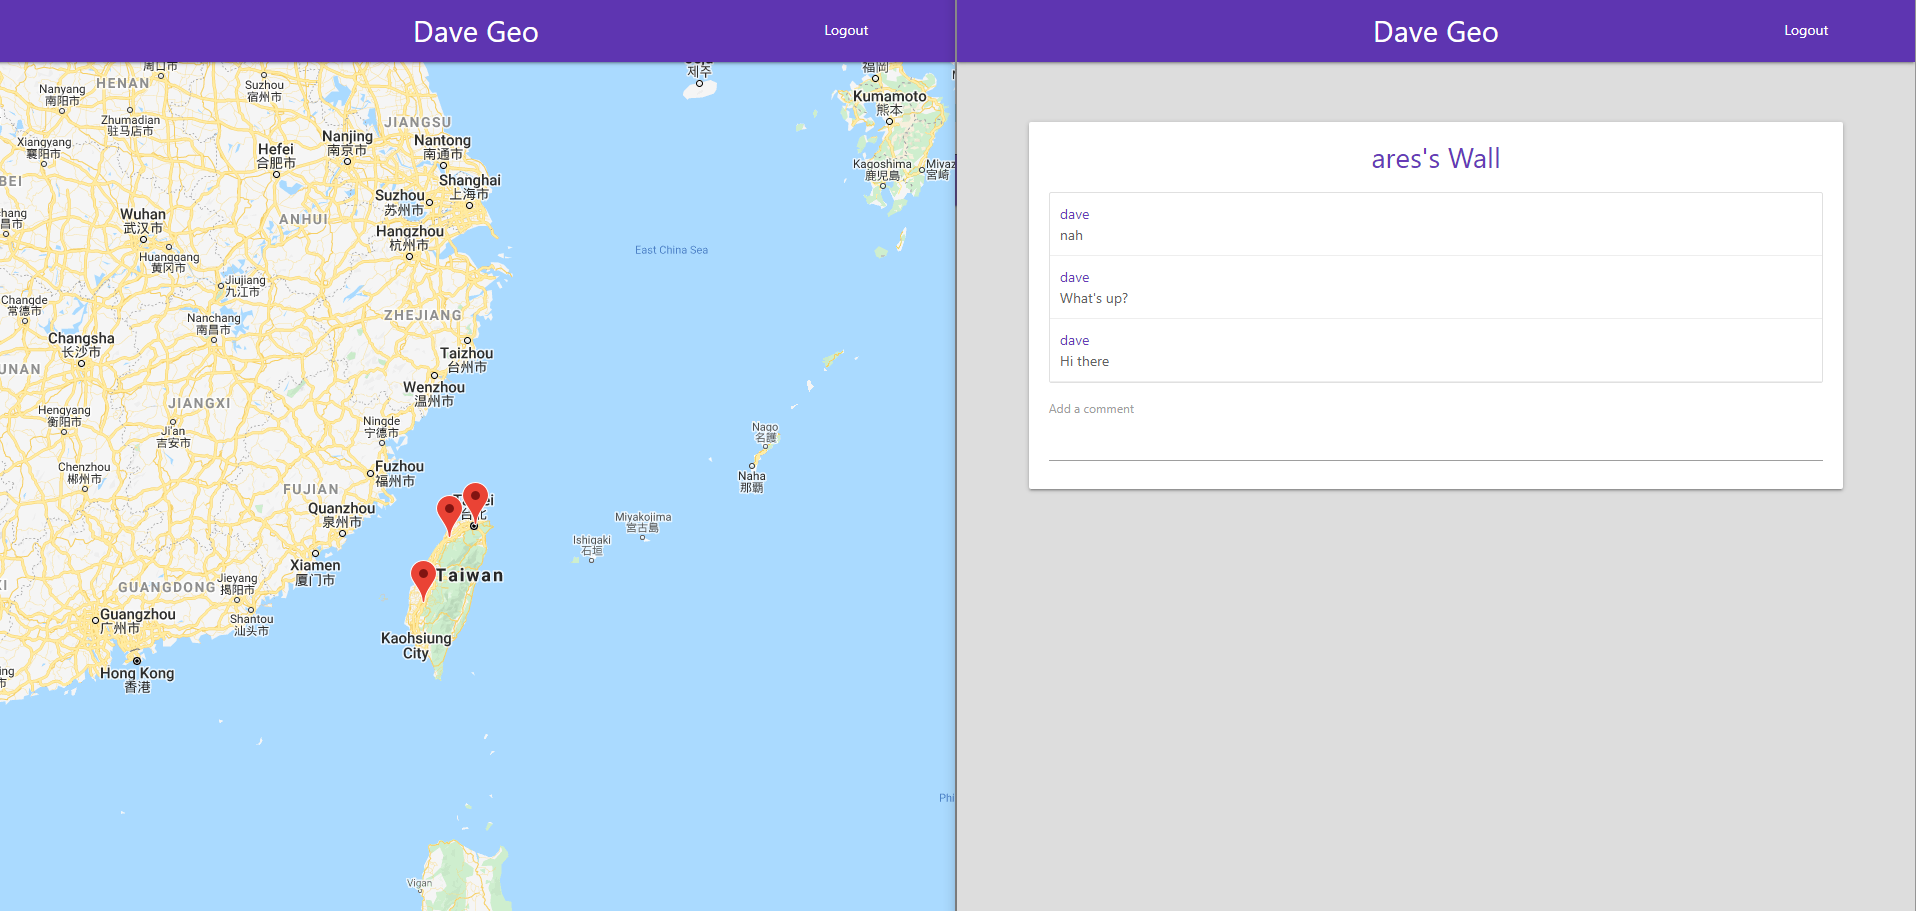 Dave Geo
Logout
周口市
HENAN
Nanyang
南阳市
Suzhou
宿州市
Zhumadian
驻马店市
JIANGSU
Xiangyang
襄阳市
Nanjing
南京市
Nantong
南通市
Hefei
合肥市
Shanghai
上海市
Suzhou
苏州市
BEI
Wuhan
武汉市
ANHUI
Hangzhou
杭州市
Huanggang
黄冈市
Jiujiang
九江市
Changde
常德市
Nanchang
南昌市
ZHEJIANG
Changsha
长沙市
Taizhou
台州市
UNAN
Wenzhou
温州市
JIANGXI
Hengyang
衡阳市
Ji'an
吉安市
Ningde
宁德市
Chenzhou
郴州市
Fuzhou
福州市
FUJIAN
Quanzhou
泉州市
Xiamen
厦门市
GUANGDONG
Jieyang
揭阳市
Guangzhou
广州市
Shantou
汕头市
Hong Kong
香港
Taiwan
Kaohsiung
City
제주
福岡
Kumamoto
熊本
Kagoshima
鹿児島
Miyaz
宮崎
East China Sea
Nago
名護
Naha
那覇
Miyakojima
宮古島
Ishigaki
石垣
Phi
Vigan
Dave Geo
Logout
ares's Wall
dave
nah
dave
What's up?
dave
Hi there
Add a comment